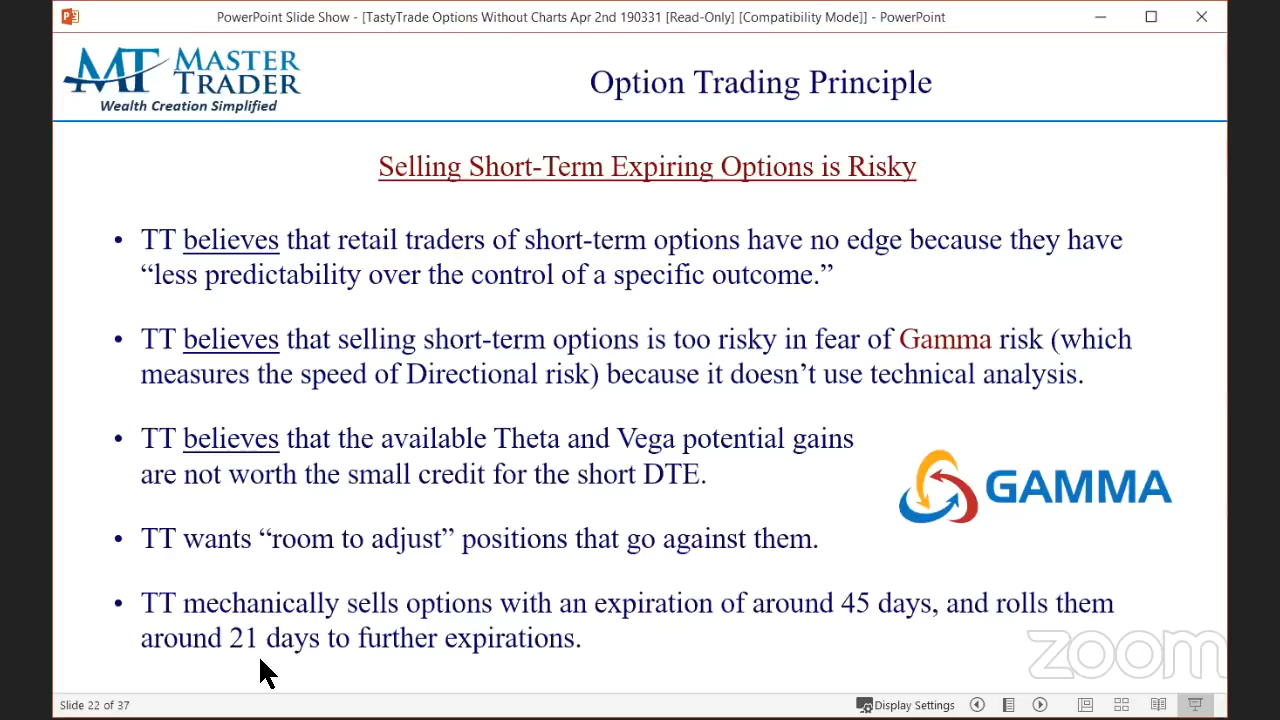 PowerPoint Slide Show - [TastyTrade Options Without Charts Apr 2nd 190331 [Read-Only] [Compatibility Mode]] - PowerPoint
MT MASTER TRADER
Wealth Creation Simplified
Option Trading Principle
Selling Short-Term Expiring Options is Risky
• TT believes that retail traders of short-term options have no edge because they have
“less predictability over the control of a specific outcome.”
• TT believes that selling short-term options is too risky in fear of Gamma risk (which
measures the speed of Directional risk) because it doesn’t use technical analysis.
• TT believes that the available Theta and Vega potential gains
are not worth the small credit for the short DTE.
GAMMA
• TT wants “room to adjust” positions that go against them.
• TT mechanically sells options with an expiration of around 45 days, and rolls them
around 21 days to further expirations.
zoom
Slide 22 of 37
Display Settings